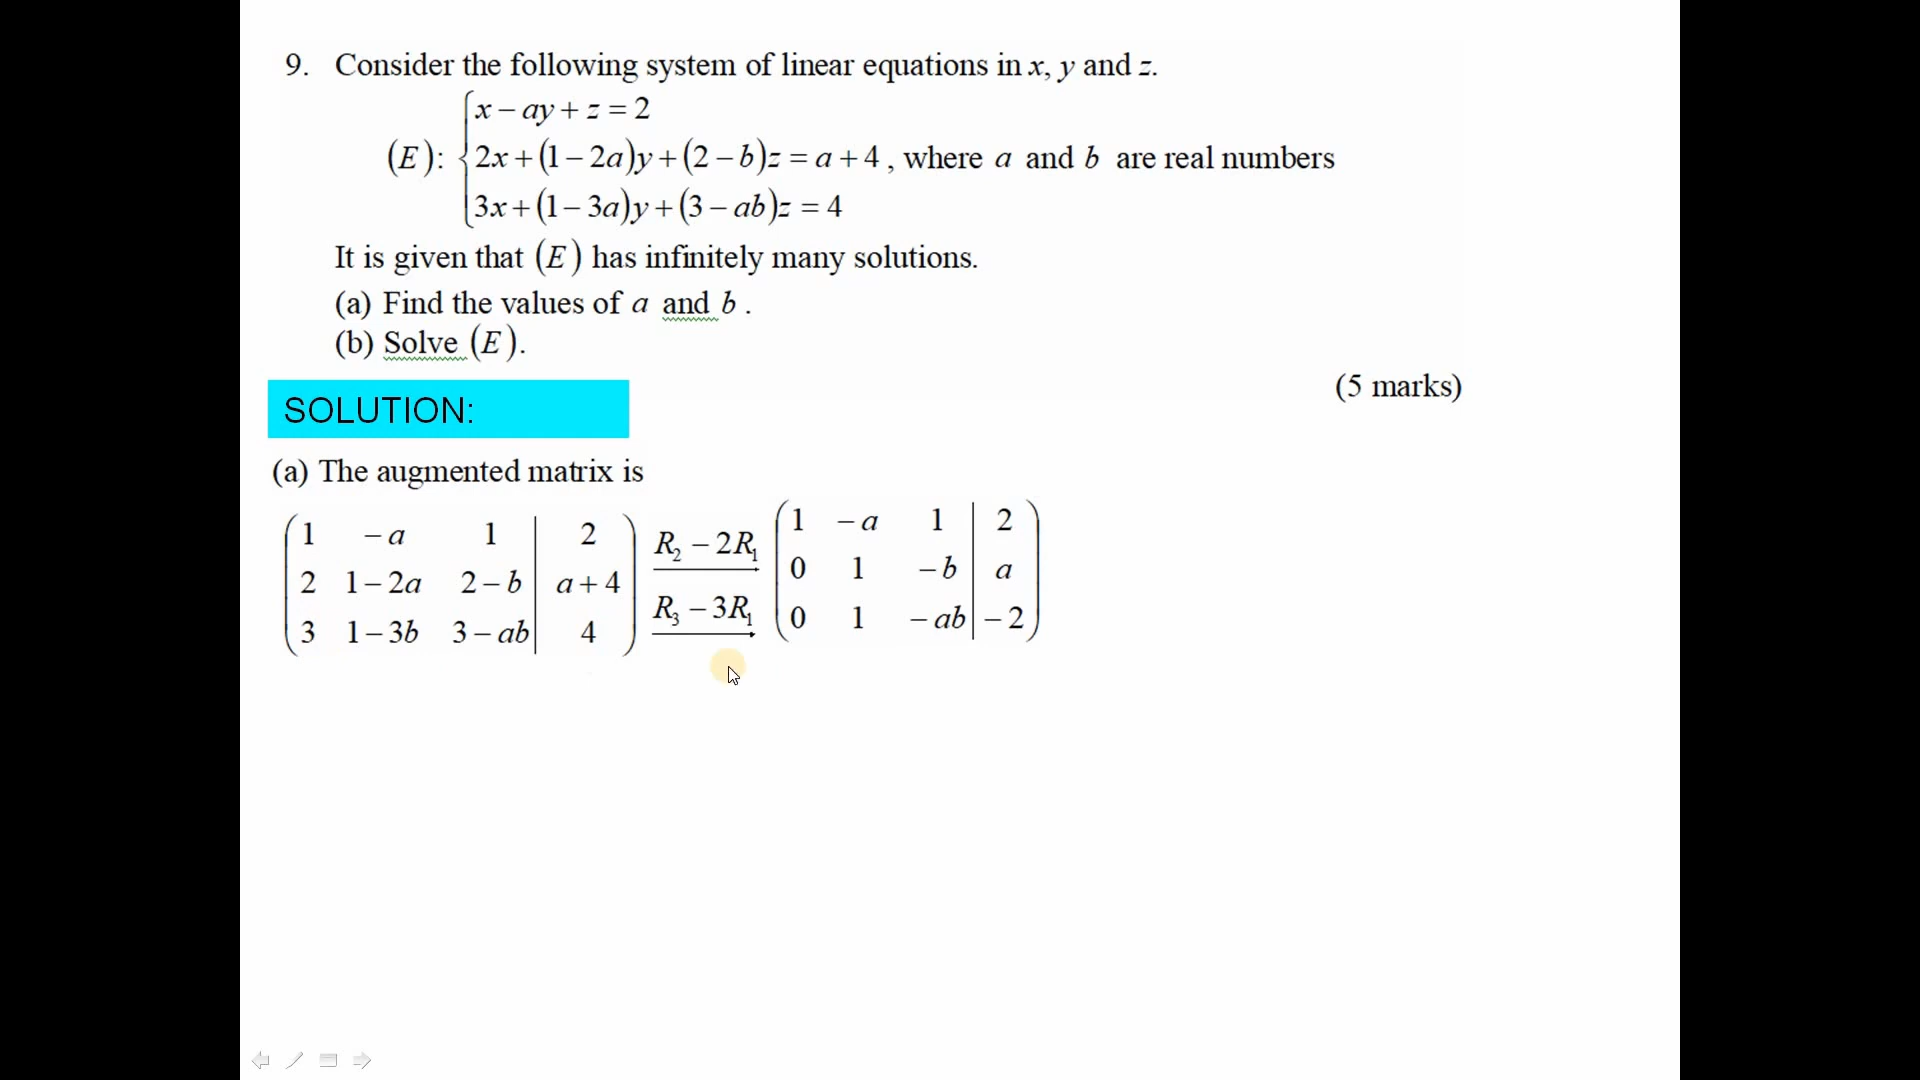 9. Consider the following system of linear equations in x, y and z.
x − ay + z = 2
(E): { 2x + (1 − 2a)y + (2 − b)z = a + 4 , where a and b are real numbers
3x + (1 − 3a)y + (3 − ab)z = 4
It is given that (E) has infinitely many solutions.
(a) Find the values of a and b .
(b) Solve (E).
(5 marks)
SOLUTION:
(a) The augmented matrix is
1 −a 1 | 2
2 1−2a 2−b | a+4
3 1−3b 3−ab | 4
R₂ − 2R₁
R₃ − 3R₁
1 −a 1 | 2
0 1 −b | a
0 1 −ab | −2